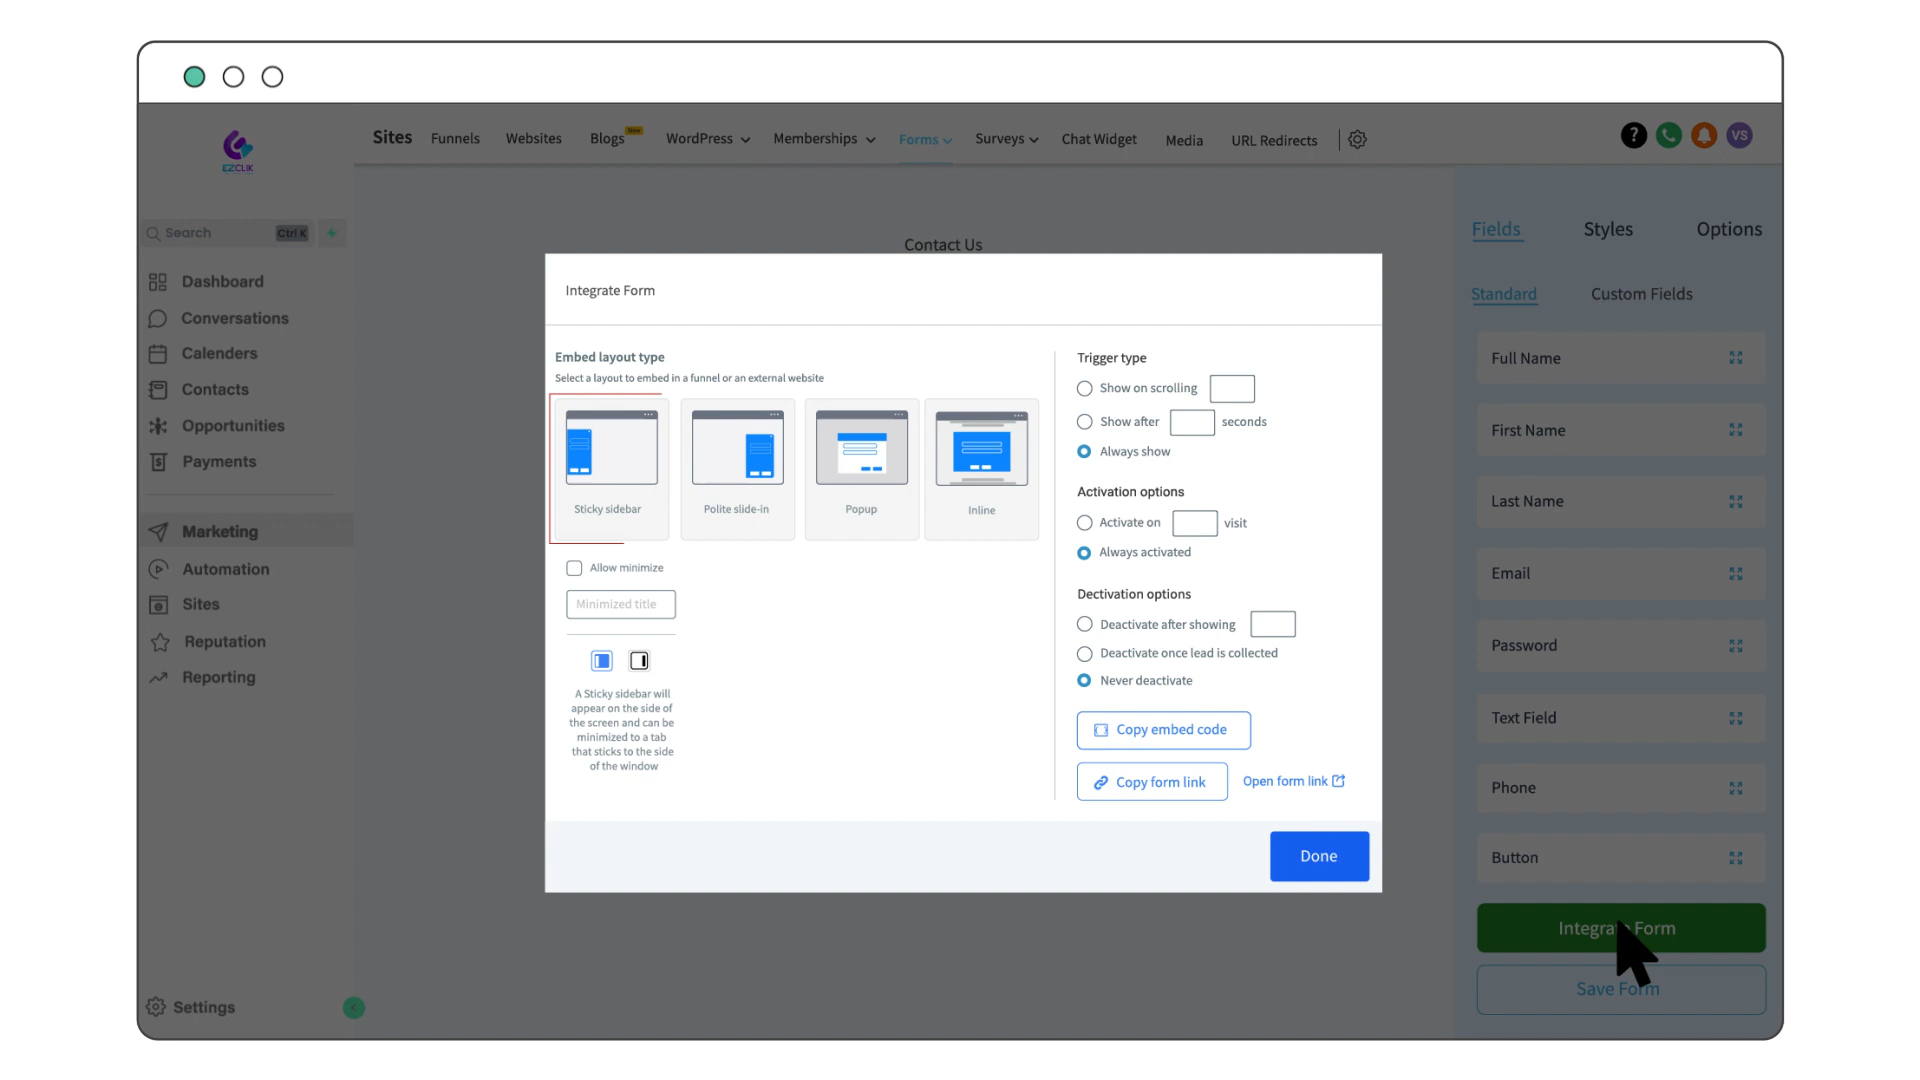 EZCLIK
Sites
Funnels
Websites
Blogs
New
WordPress
Memberships
Forms
Surveys
Chat Widget
Media
URL Redirects
?
VS
Search
Ctrl K
Dashboard
Conversations
Calenders
Contacts
Opportunities
Payments
Marketing
Automation
Sites
Reputation
Reporting
Settings
Contact Us
Integrate Form
Embed layout type
Select a layout to embed in a funnel or an external website
Sticky sidebar
Polite slide-in
Popup
Inline
Allow minimize
Minimized title
A Sticky sidebar will
appear on the side of
the screen and can be
minimized to a tab
that sticks to the side
of the window
Trigger type
Show on scrolling
Show after seconds
Always show
Activation options
Activate on visit
Always activated
Dectivation options
Deactivate after showing
Deactivate once lead is collected
Never deactivate
Copy embed code
Copy form link
Open form link
Done
Fields
Styles
Options
Standard
Custom Fields
Full Name
First Name
Last Name
Email
Password
Text Field
Phone
Button
Integrate Form
Save Form